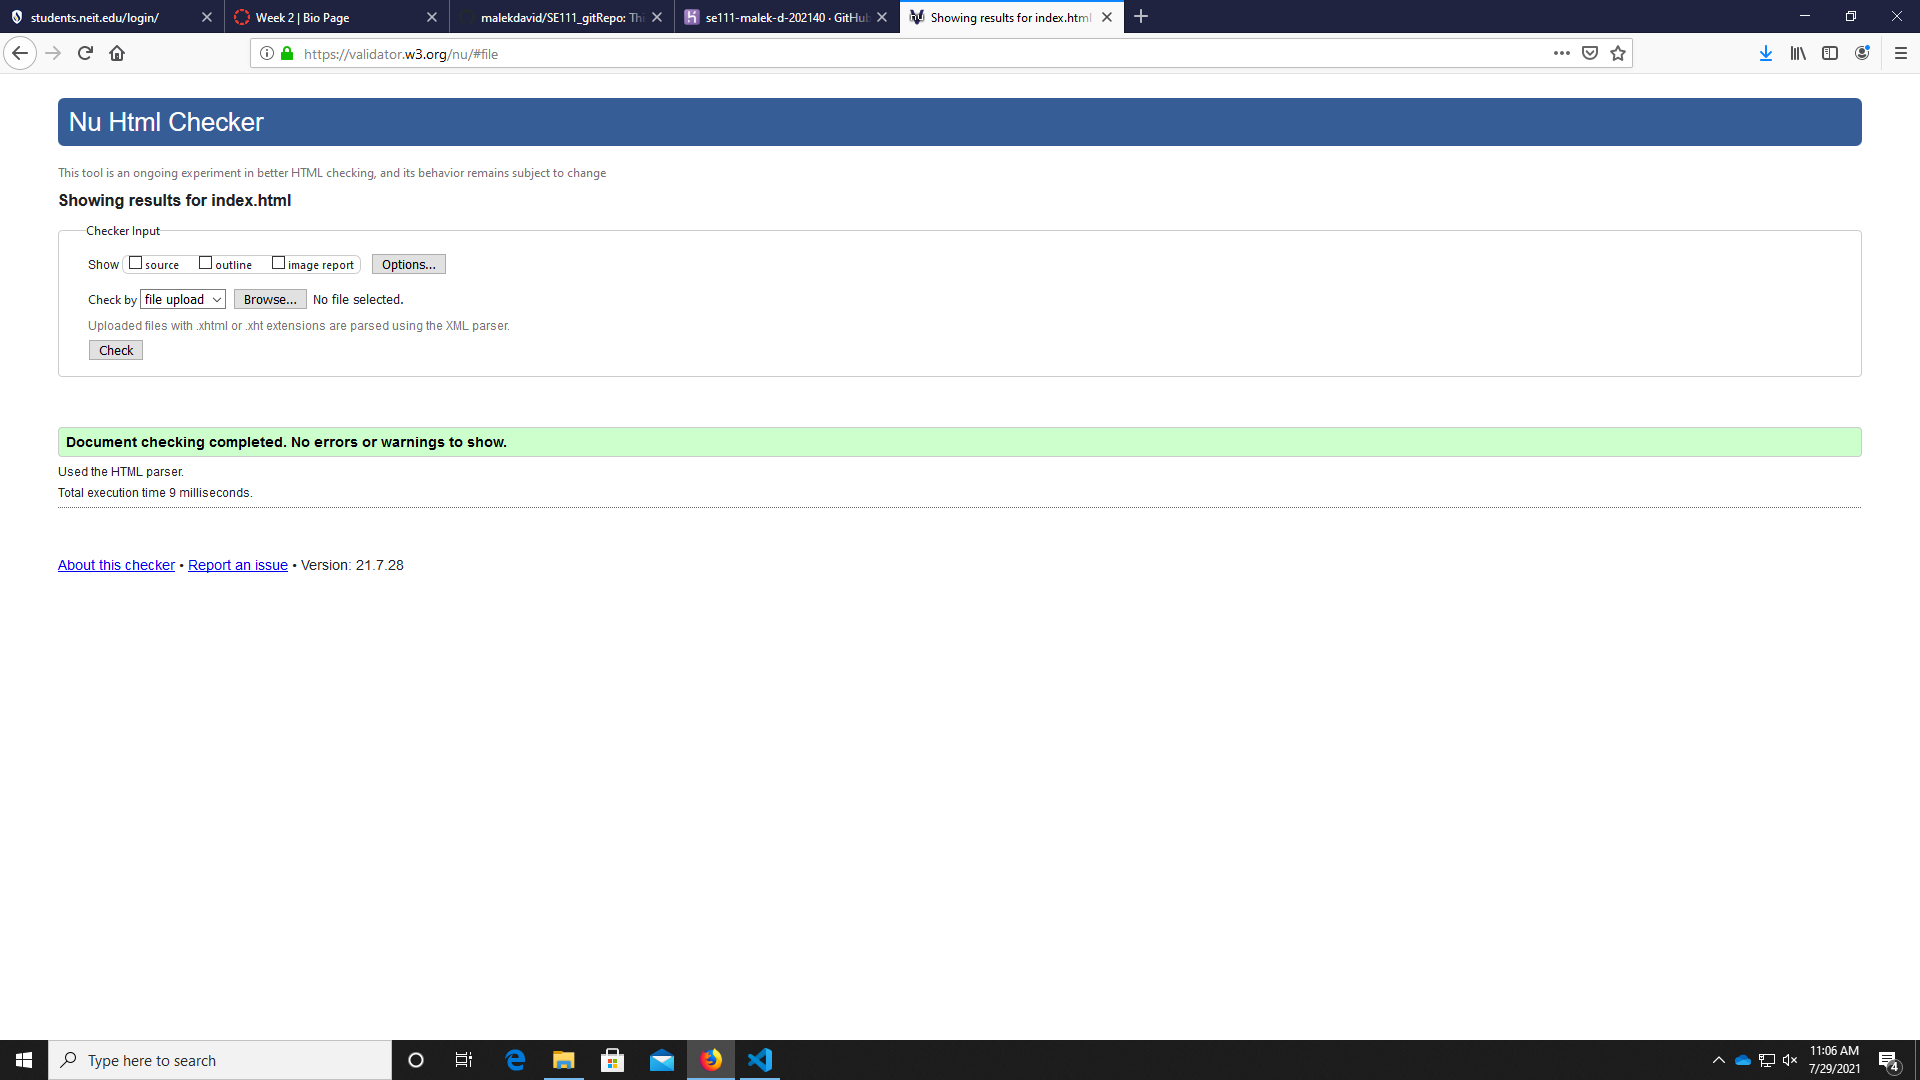 students.neit.edu/login/
Week 2 | Bio Page
malekdavid/SE111_gitRepo: Thi
se111-malek-d-202140 · GitHub
Showing results for index.html
https://validator.w3.org/nu/#file
Nu Html Checker
This tool is an ongoing experiment in better HTML checking, and its behavior remains subject to change
Showing results for index.html
Checker Input
Show source outline image report Options...
Check by file upload Browse... No file selected.
Uploaded files with .xhtml or .xht extensions are parsed using the XML parser.
Check
Document checking completed. No errors or warnings to show.
Used the HTML parser.
Total execution time 9 milliseconds.
About this checker • Report an issue • Version: 21.7.28
Type here to search
11:06 AM
7/29/2021
4